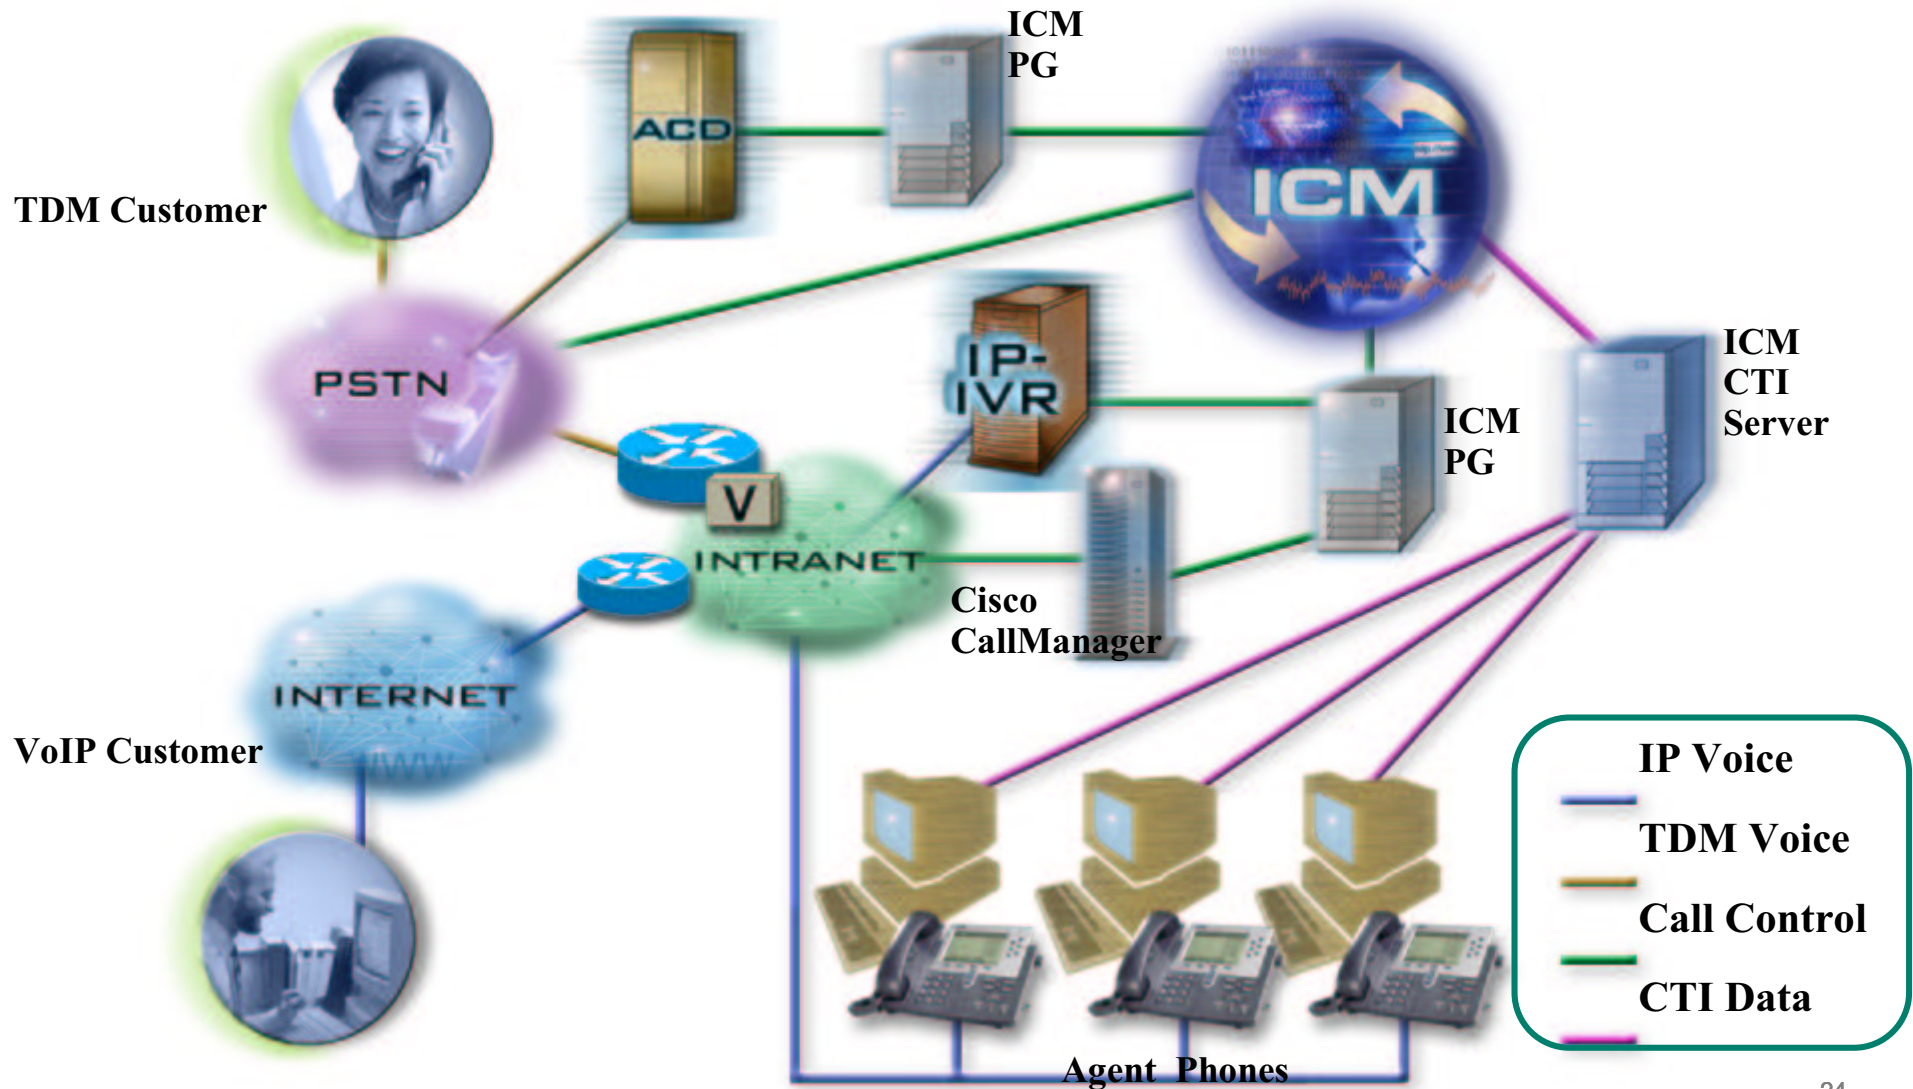 ICM
PG
ACD
ICM
TDM Customer
PSTN
IP-
IVR
ICM
CTI
Server
ICM
PG
V
INTRANET
Cisco
CallManager
INTERNET
WWW
VoIP Customer
IP Voice
TDM Voice
Call Control
CTI Data
Agent Phones